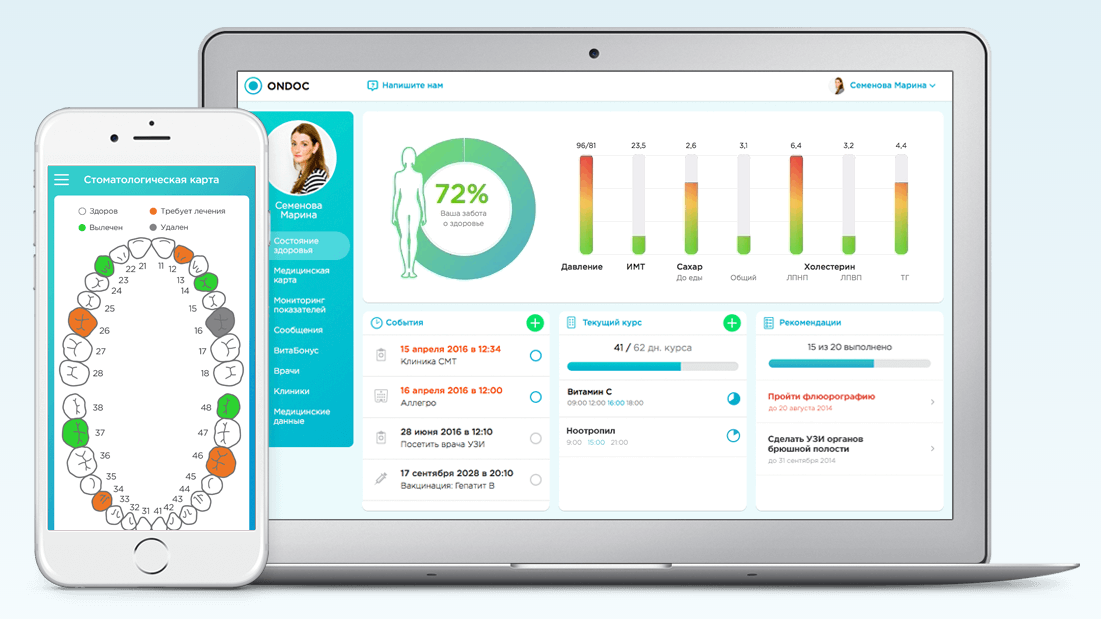 ONDOC
Напишите нам
Семенова Марина
Семенова
Марина
Состояние
здоровья
Медицинская
карта
Мониторинг
показателей
Сообщения
ВитаБонус
Врачи
Клиники
Медицинские
данные
72%
Ваша забота
о здоровье
96/81 23,5 2,6 3,1 6,4 3,2 4,4
Давление ИМТ Сахар Холестерин
До еды Общий ЛПНП ЛПВП ТГ
События
15 апреля 2016 в 12:34
Клиника СМТ
16 апреля 2016 в 12:00
Аллегро
28 июня 2016 в 12:10
Посетить врача УЗИ
17 сентября 2028 в 20:10
Вакцинация: Гепатит В
Текущий курс
41 / 62 дн. курса
Витамин С
09:00 12:00 16:00 18:00
Ноотропил
9:00 15:00 21:00
Рекомендации
15 из 20 выполнено
Пройти флюорографию
до 20 августа 2014
Сделать УЗИ органов
брюшной полости
до 31 сентября 2014
Стоматологическая карта
Здоров Требует лечения
Вылечен Удален
21 11
22 12
23 13
24 14
25 15
26 16
27 17
28 18
38 48
37 47
36 46
35 45
34 44
33 43
32 31 41 42